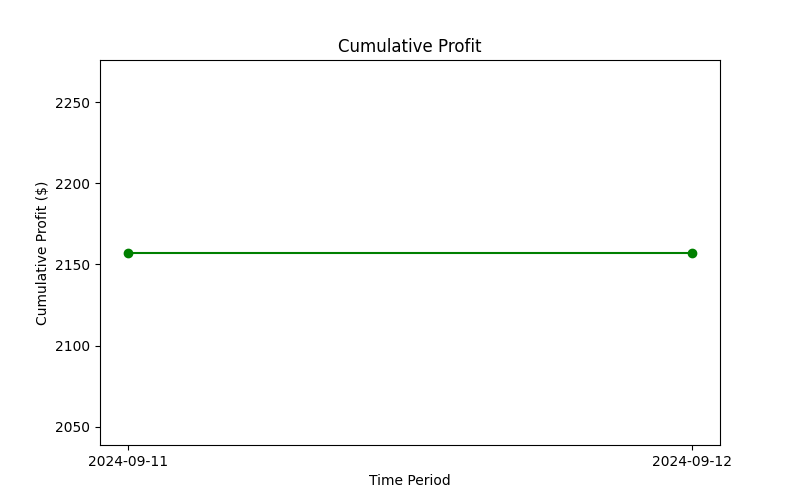 Cumulative Profit
Cumulative Profit ($)
2250
2200
2150
2100
2050
2024-09-11
2024-09-12
Time Period